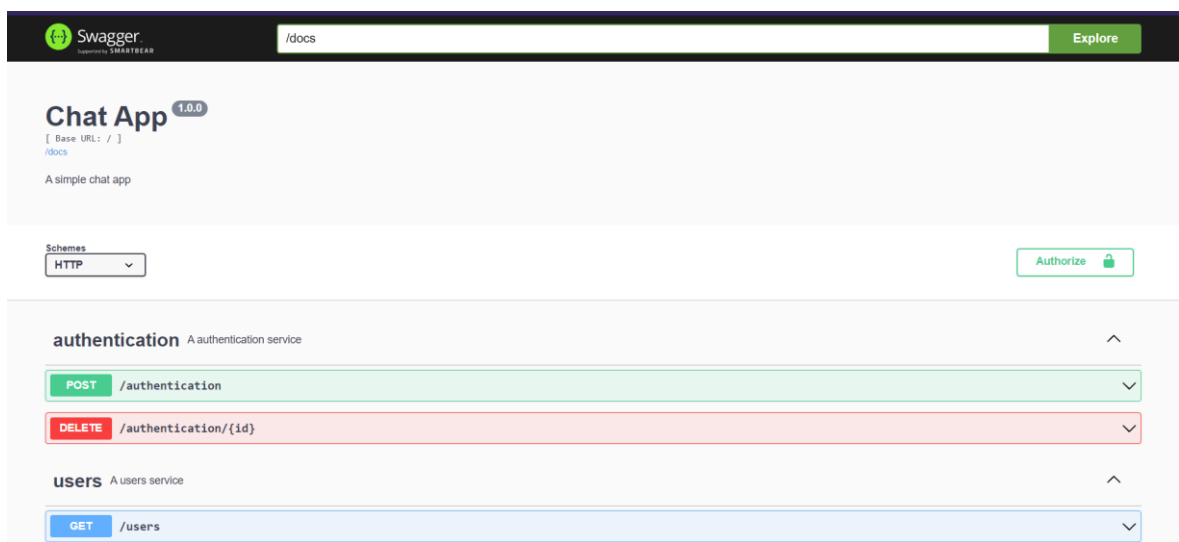 Swagger.
Supported by SMARTBEAR
/docs
Explore
Chat App 1.0.0
[ Base URL: / ]
/docs
A simple chat app
Schemes
HTTP
Authorize
authentication A authentication service
POST /authentication
DELETE /authentication/{id}
users A users service
GET /users